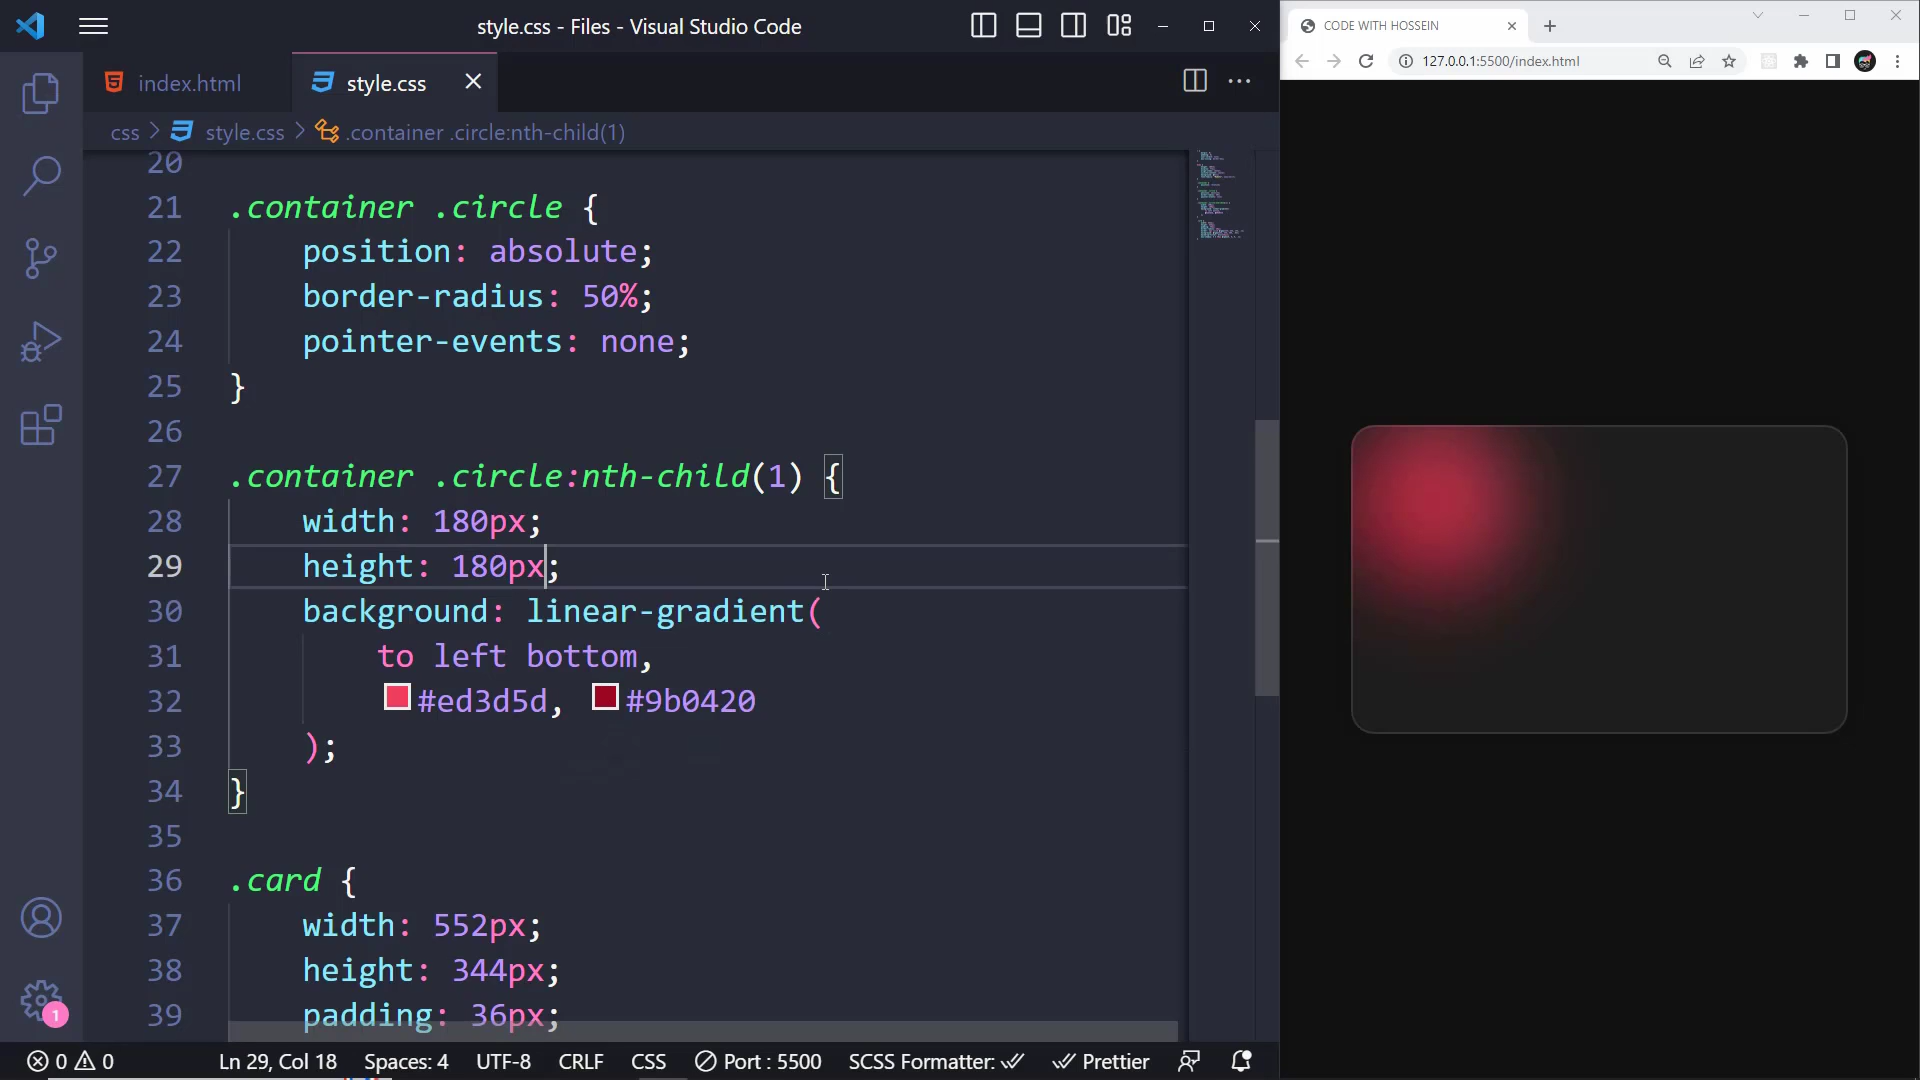 style.css - Files - Visual Studio Code
index.html
style.css
css > style.css > .container .circle:nth-child(1)
20
21 .container .circle {
22 position: absolute;
23 border-radius: 50%;
24 pointer-events: none;
25 }
26
27 .container .circle:nth-child(1) {
28 width: 180px;
29 height: 180px;
30 background: linear-gradient(
31 to left bottom,
32 #ed3d5d, #9b0420
33 );
34 }
35
36 .card {
37 width: 552px;
38 height: 344px;
39 padding: 36px;
1
0 0 Ln 29, Col 18 Spaces: 4 UTF-8 CRLF CSS Port : 5500 SCSS Formatter: Prettier
CODE WITH HOSSEIN
127.0.0.1:5500/index.html